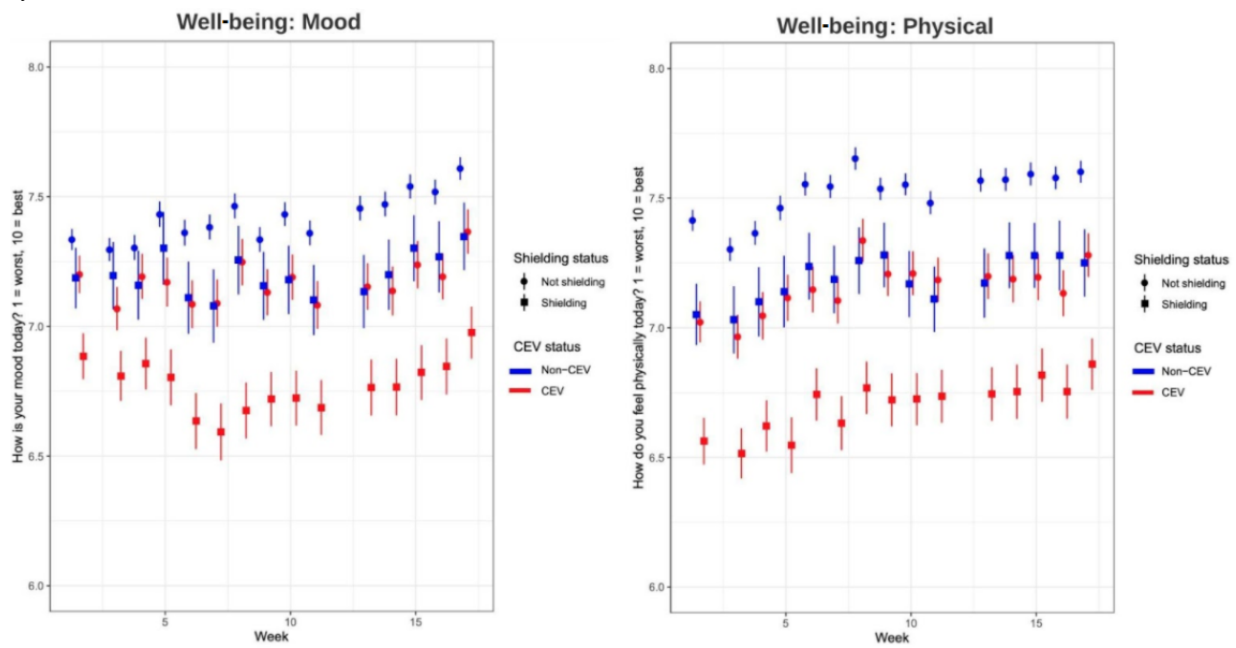 Well-being: Mood
How is your mood today? 1 = worst, 10 = best
8.0
7.5
7.0
6.5
6.0
5
10
15
Week
Shielding status
Not shielding
Shielding
CEV status
Non-CEV
CEV
Well-being: Physical
How do you feel physically today? 1 = worst, 10 = best
8.0
7.5
7.0
6.5
6.0
5
10
15
Week
Shielding status
Not shielding
Shielding
CEV status
Non-CEV
CEV